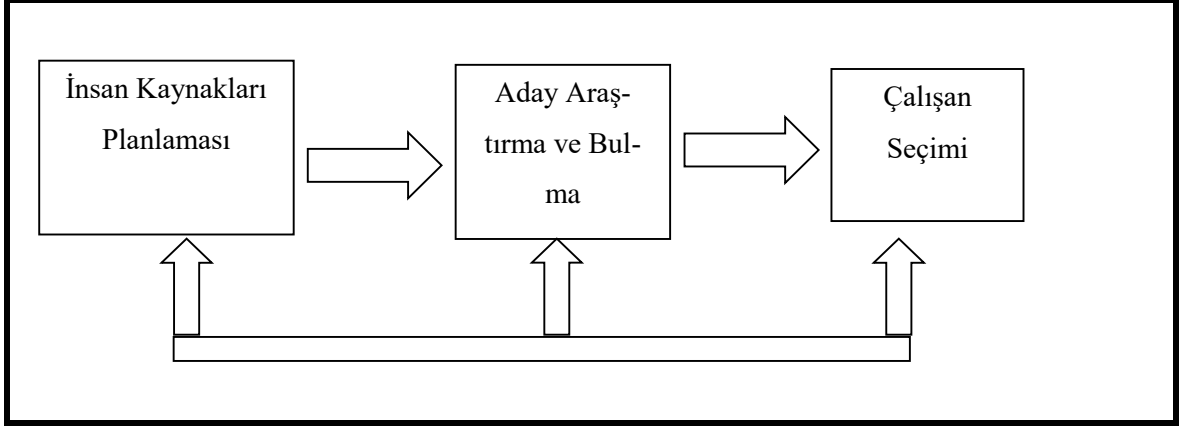 İnsan Kaynakları
Planlaması
Aday Araş-
tırma ve Bul-
ma
Çalışan
Seçimi